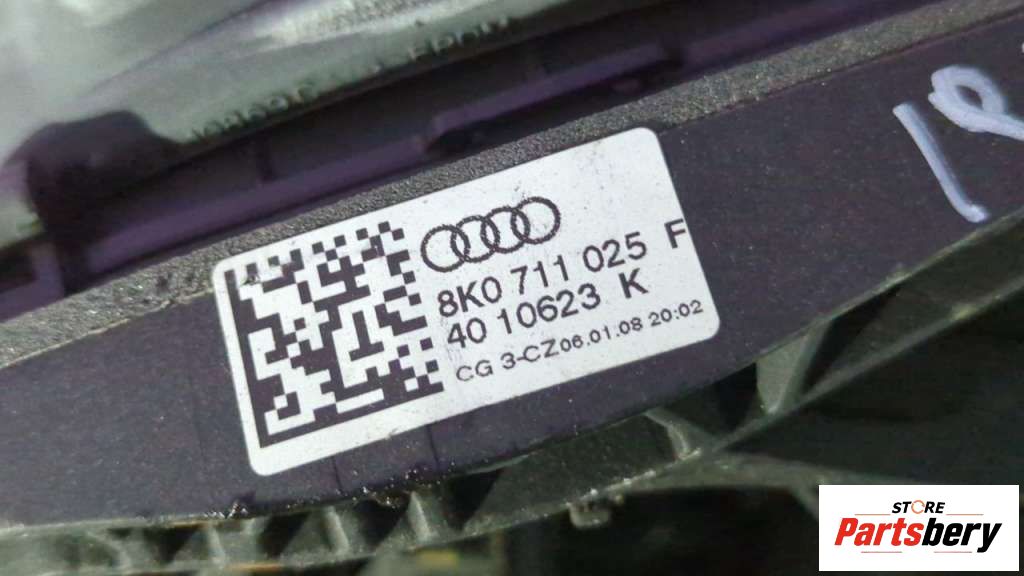 8K0 711 025 F
40 10623 K
CG 3-CZ 06.01.08 20:02
STORE
Partsbery